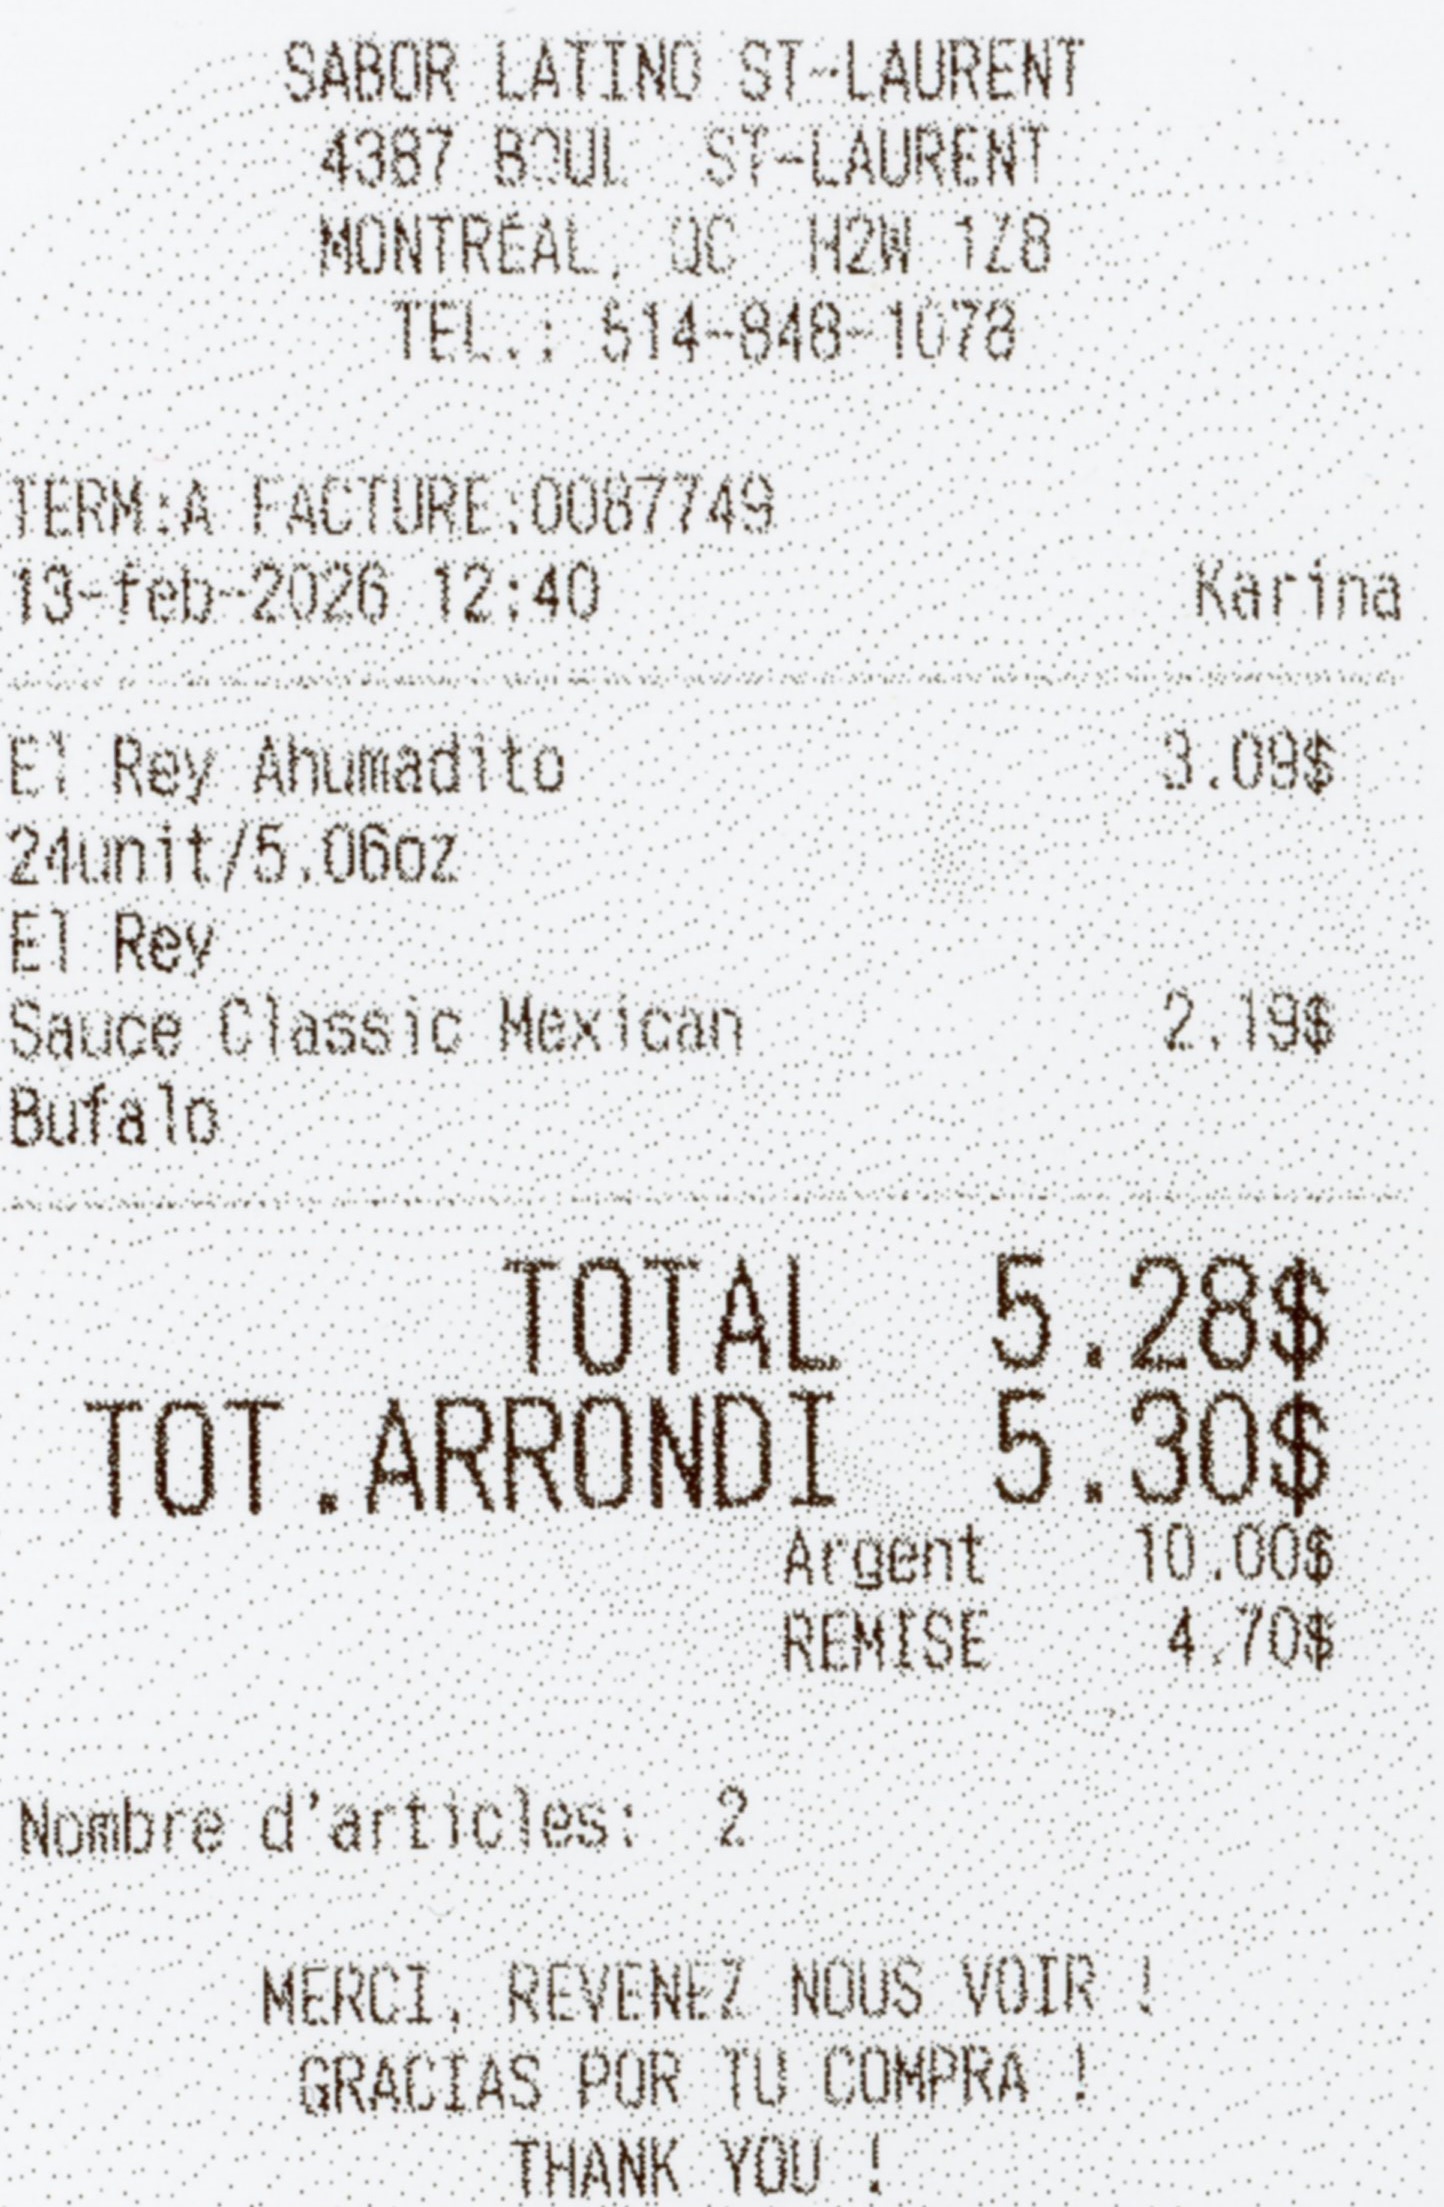 SABOR LATINO ST-LAURENT
4387 BOUL ST-LAURENT
MONTREAL, QC H2W 1Z8
TEL.: 514-848-1078
TERM:A FACTURE:0087749
13-feb-2026 12:40 Karina
El Rey Ahumadito 3.09$
24unit/5.06oz
El Rey
Sauce Classic Mexican 2.19$
Bufalo
TOTAL 5.28$
TOT.ARRONDI 5.30$
Argent 10.00$
REMISE 4.70$
Nombre d'articles: 2
MERCI, REVENEZ NOUS VOIR !
GRACIAS POR TU COMPRA !
THANK YOU !